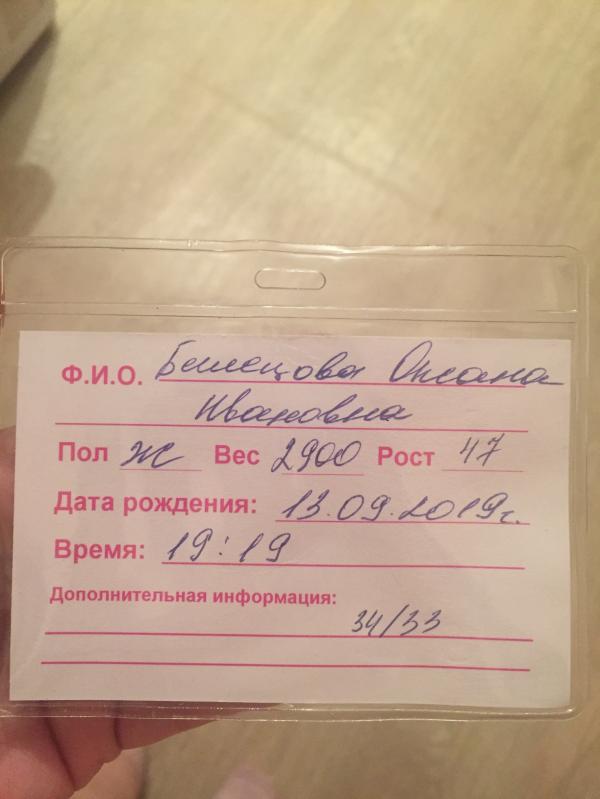 Ф.И.О. Бешецова Оксана
Ивановна
Пол Ж Вес 2900 Рост 47
Дата рождения: 13.09.2019г.
Время: 19:19
Дополнительная информация:
34/33